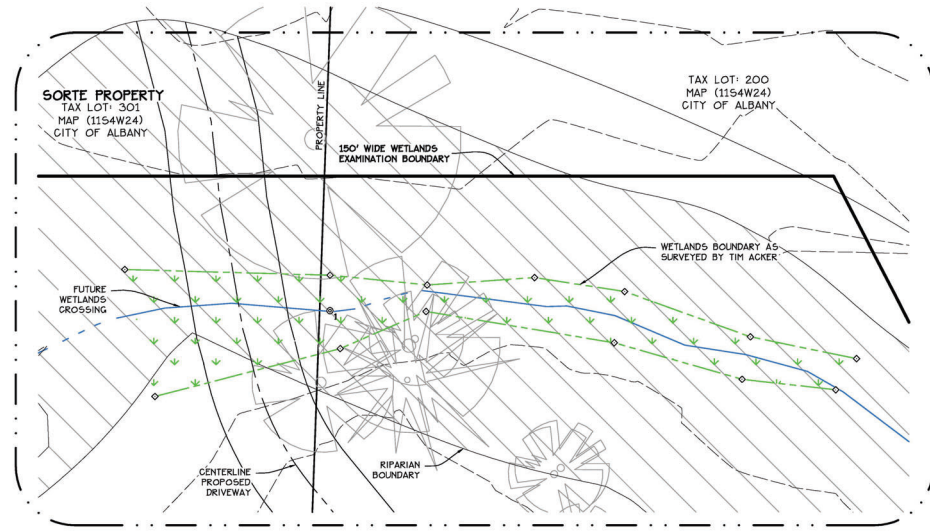 SORTE PROPERTY
TAX LOT: 301
MAP (11S4W24)
CITY OF ALBANY
PROPERTY LINE
TAX LOT: 200
MAP (11S4W24)
CITY OF ALBANY
150' WIDE WETLANDS
EXAMINATION BOUNDARY
WETLANDS BOUNDARY AS
SURVEYED BY TIM ACKER
FUTURE
WETLANDS
CROSSING
1
CENTERLINE
PROPOSED
DRIVEWAY
RIPARIAN
BOUNDARY